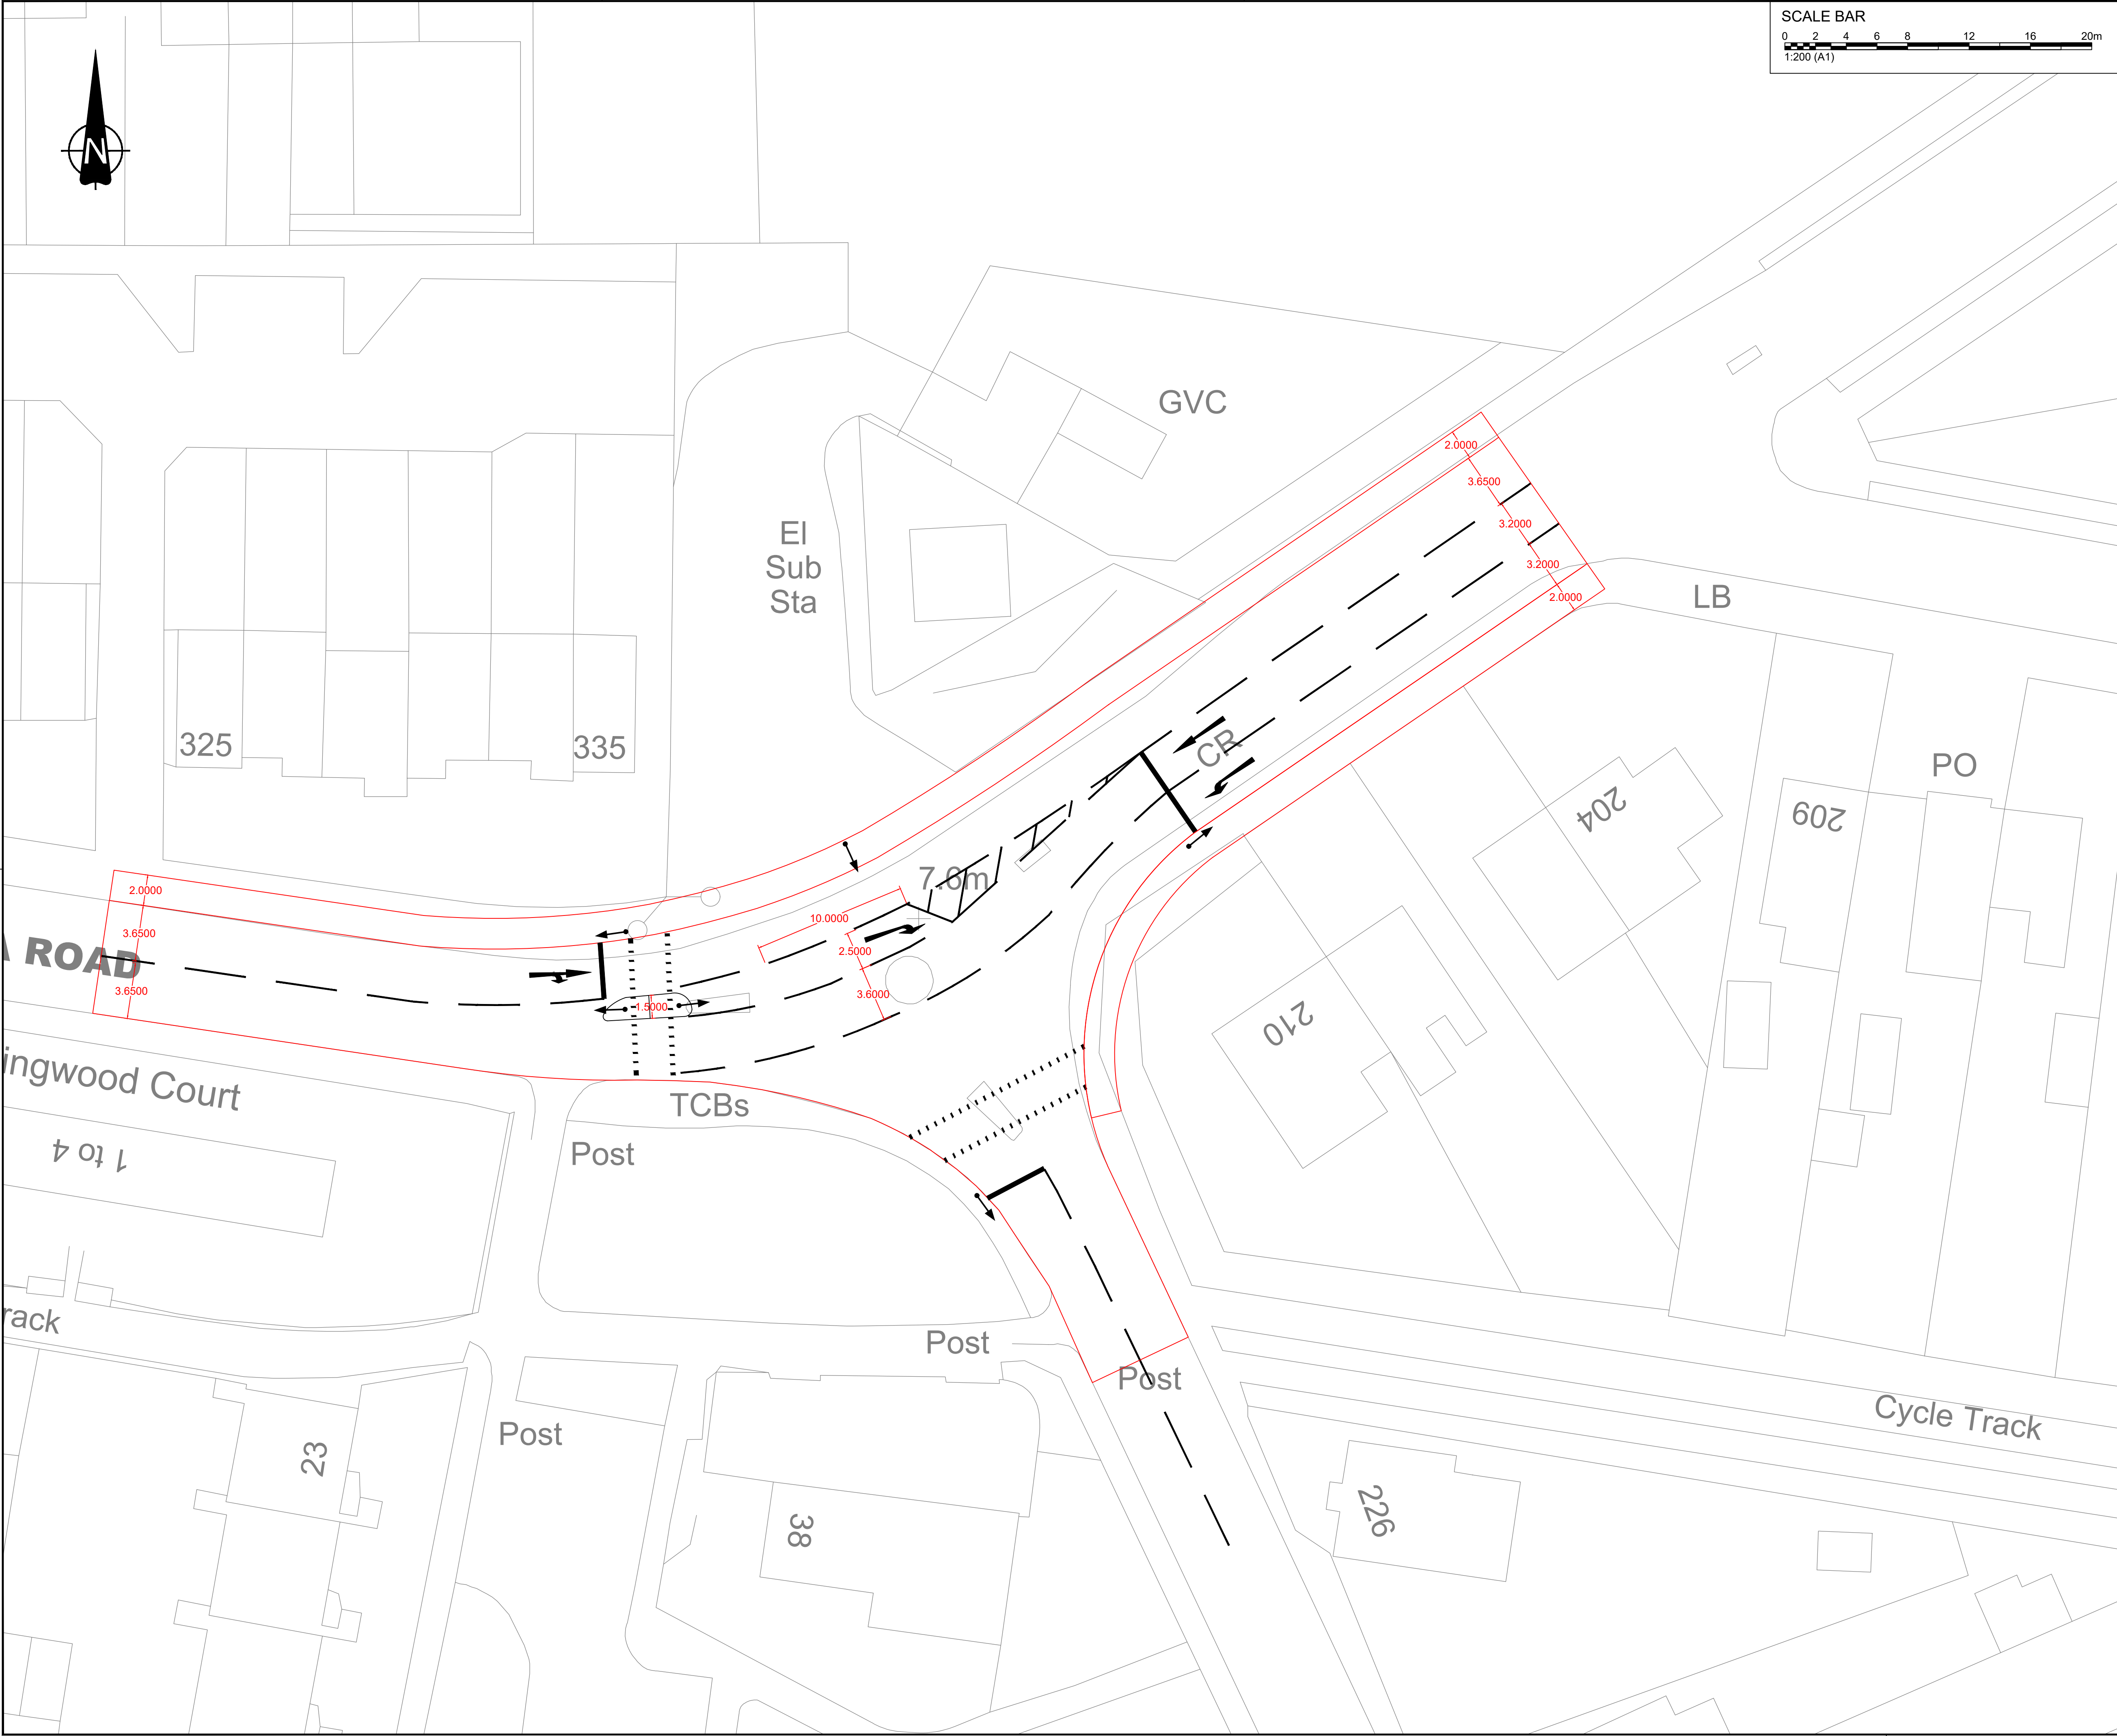 SCALE BAR
0 2 4 6 8 12 16 20m
1:200 (A1)
N
GVC
2.0000
3.6500
3.2000
3.2000
2.0000
El
Sub
Sta
LB
325
335
CR
PO
204
209
7.6m
2.0000
3.6500
3.6500
A ROAD
10.0000
2.5000
3.6000
1.5000
210
ingwood Court
1 to 4
TCBs
Post
rack
Post
Post
Post
Cycle Track
23
38
226